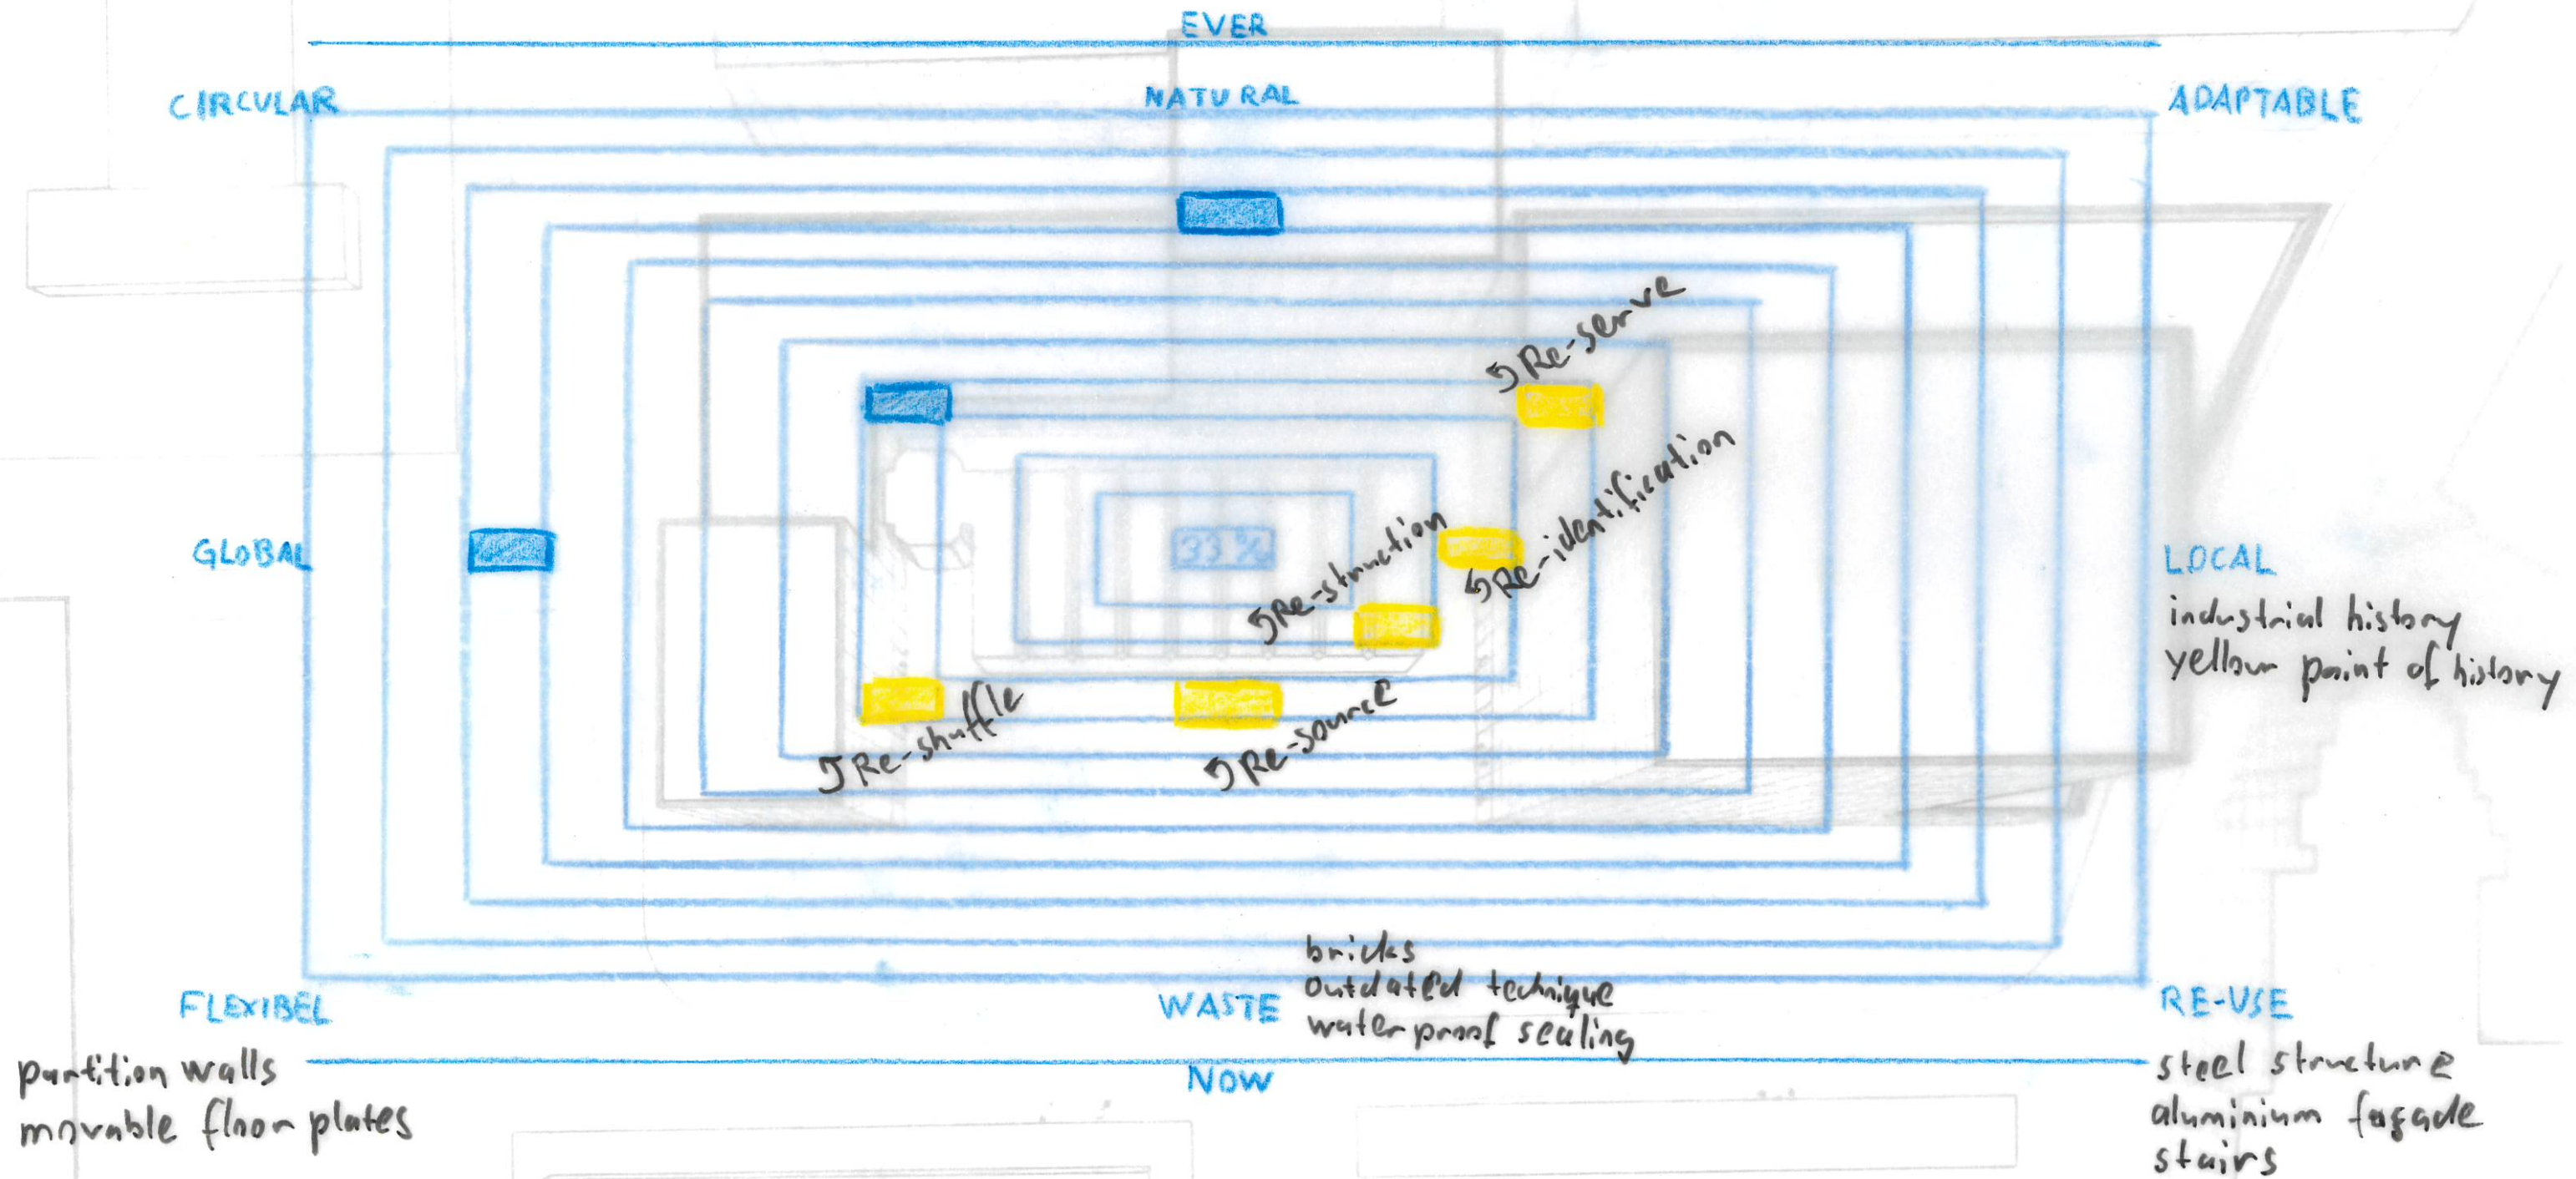 EVER
CIRCULAR
NATURAL
ADAPTABLE
Re-serve
Re-identification
Re-struction
GLOBAL
33 %
LOCAL
industrial history
yellow point of history
Re-shuffle
Re-source
FLEXIBEL
partition walls
movable floor plates
WASTE
bricks
outdated technique
waterproof sealing
NOW
RE-USE
steel structure
aluminium façade
stairs